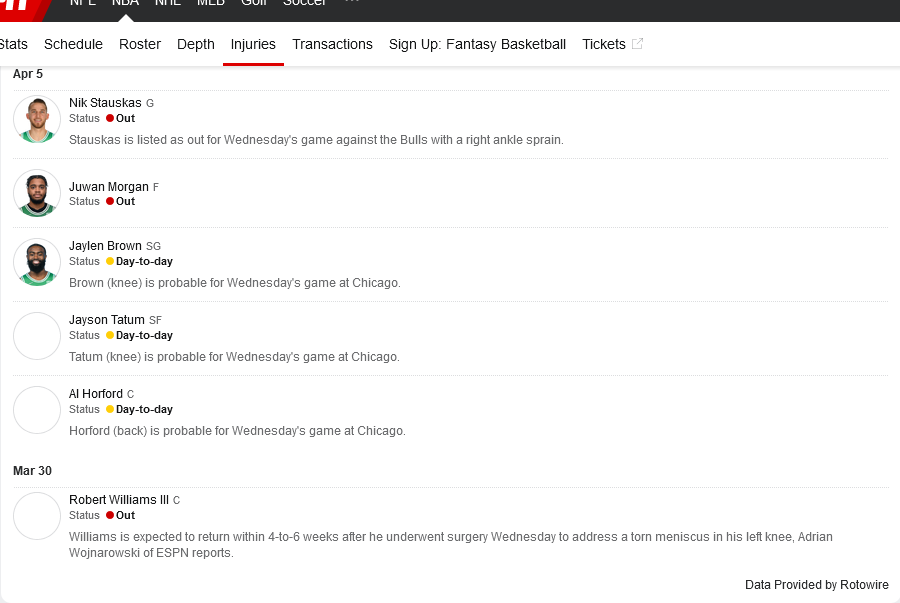 NFL NBA NHL MLB Golf Soccer ...
Stats Schedule Roster Depth Injuries Transactions Sign Up: Fantasy Basketball Tickets
Apr 5
Nik Stauskas G
Status Out
Stauskas is listed as out for Wednesday's game against the Bulls with a right ankle sprain.
Juwan Morgan F
Status Out
Jaylen Brown SG
Status Day-to-day
Brown (knee) is probable for Wednesday's game at Chicago.
Jayson Tatum SF
Status Day-to-day
Tatum (knee) is probable for Wednesday's game at Chicago.
Al Horford C
Status Day-to-day
Horford (back) is probable for Wednesday's game at Chicago.
Mar 30
Robert Williams III C
Status Out
Williams is expected to return within 4-to-6 weeks after he underwent surgery Wednesday to address a torn meniscus in his left knee, Adrian
Wojnarowski of ESPN reports.
Data Provided by Rotowire